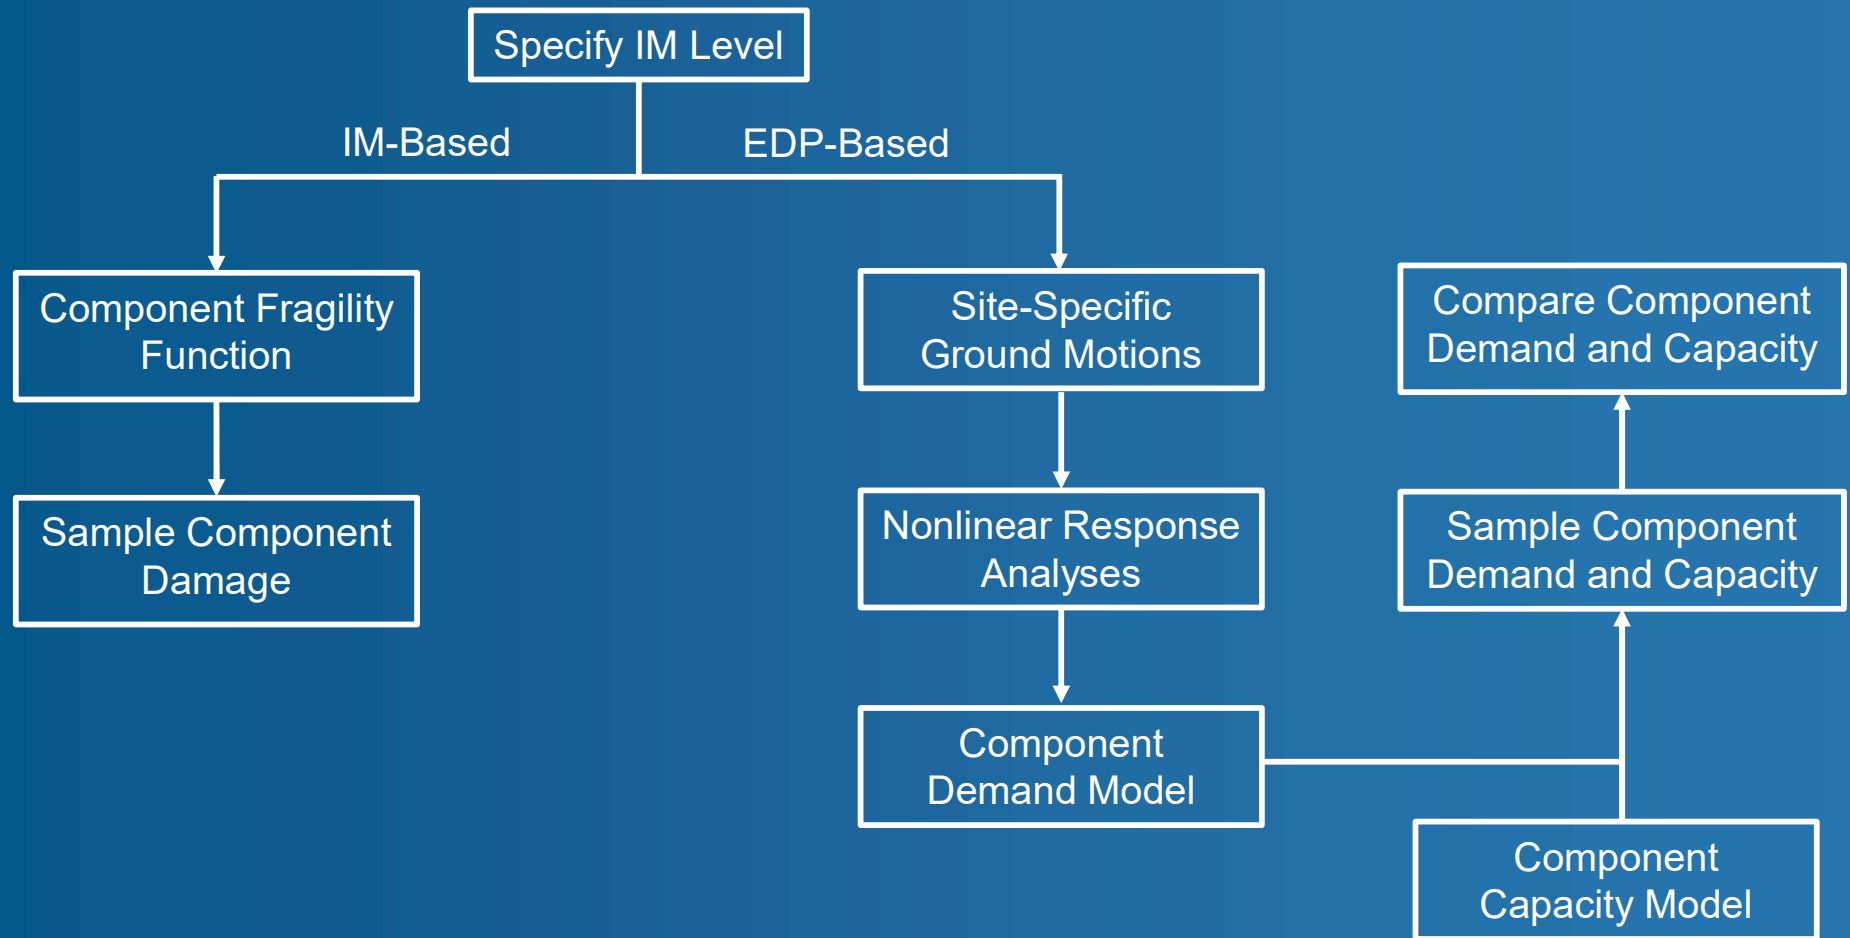 Specify IM Level
IM-Based
EDP-Based
Component Fragility
Function
Sample Component
Damage
Site-Specific
Ground Motions
Nonlinear Response
Analyses
Component
Demand Model
Compare Component
Demand and Capacity
Sample Component
Demand and Capacity
Component
Capacity Model